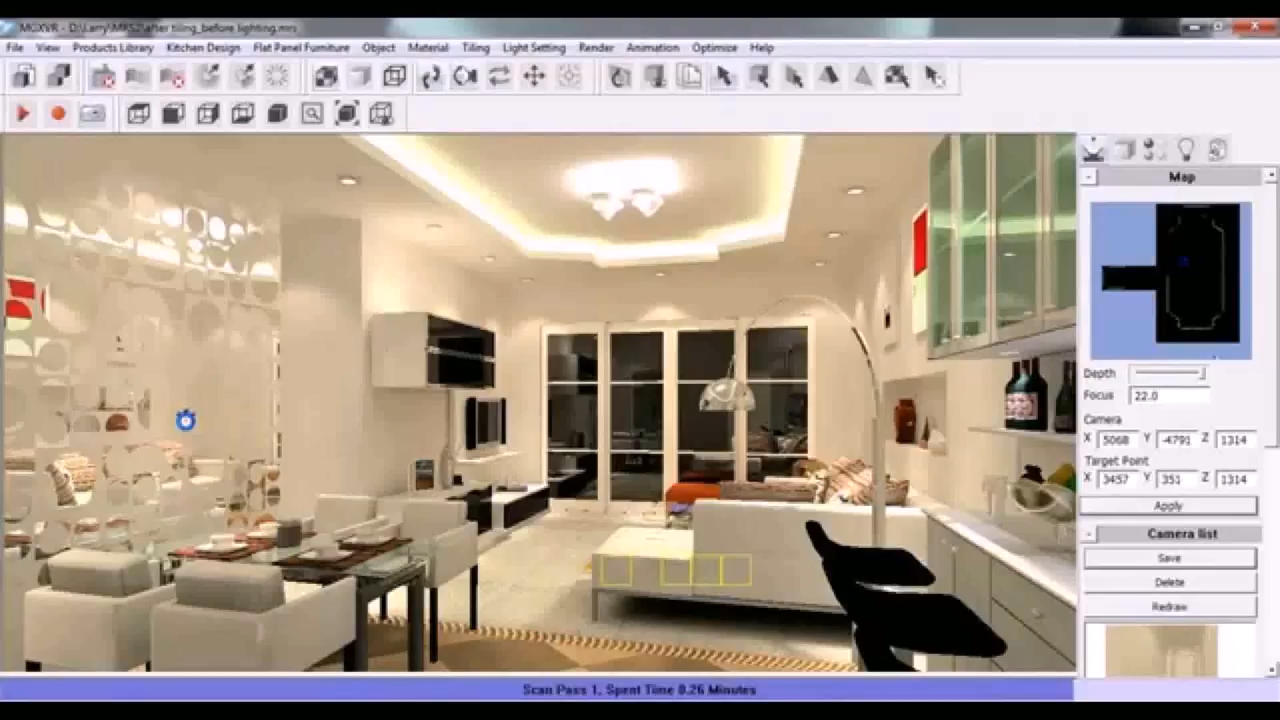 MOXVR - D:\Larry\MRS2\after tiling_before lighting.mrs
File View Products Library Kitchen Design Flat Panel Furniture Object Material Tiling Light Setting Render Animation Optimise Help
Map
Depth
Focus 22.0
Camera
X 5068 Y -4791 Z 1314
Target Point
X 3457 Y 351 Z 1314
Apply
Camera list
Save
Delete
Redraw
Scan Pass 1, Spent Time 0.26 Minutes